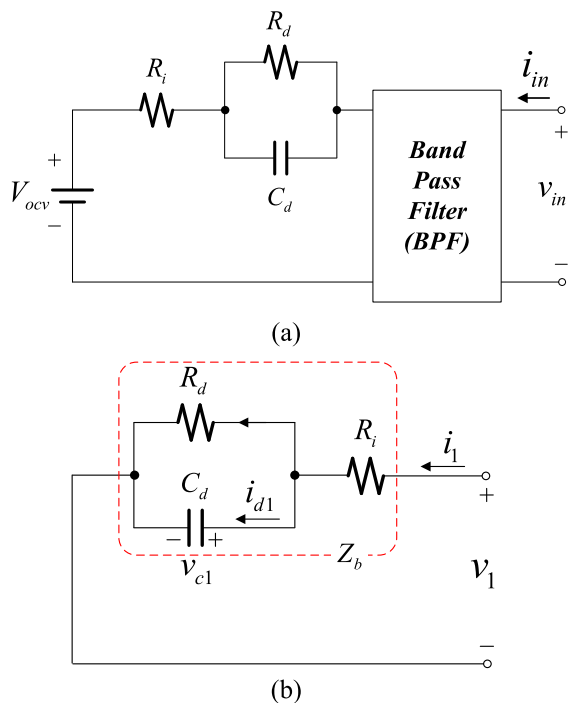 R_d
R_i
i_in
+
+
Band
Pass
Filter
(BPF)
V_ocv
v_in
C_d
−
−
(a)
R_d
R_i
i_1
C_d
i_d1
+
− +
v_c1
Z_b
v_1
−
(b)